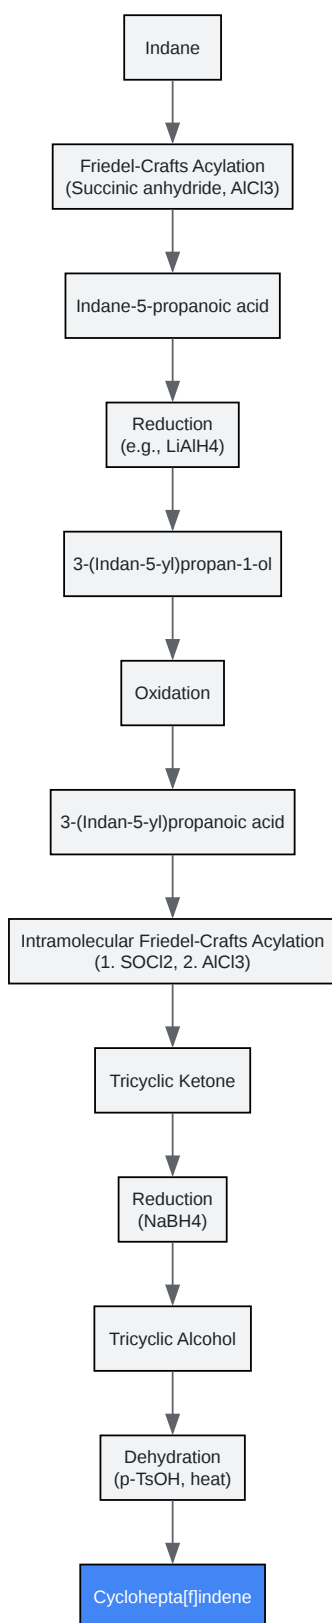 Indane
Friedel-Crafts Acylation
(Succinic anhydride, AlCl3)
Indane-5-propanoic acid
Reduction
(e.g., LiAlH4)
3-(Indan-5-yl)propan-1-ol
Oxidation
3-(Indan-5-yl)propanoic acid
Intramolecular Friedel-Crafts Acylation
(1. SOCl2, 2. AlCl3)
Tricyclic Ketone
Reduction
(NaBH4)
Tricyclic Alcohol
Dehydration
(p-TsOH, heat)
Cyclohepta[f]indene